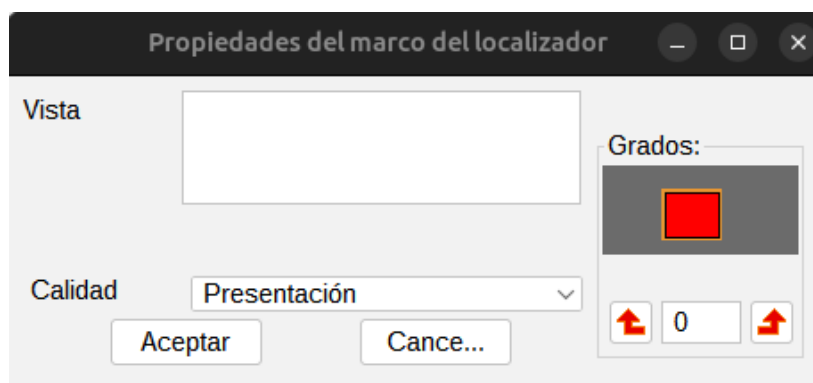 Propiedades del marco del localizador
Vista
Grados:
Calidad
Presentación
0
Aceptar
Cance...